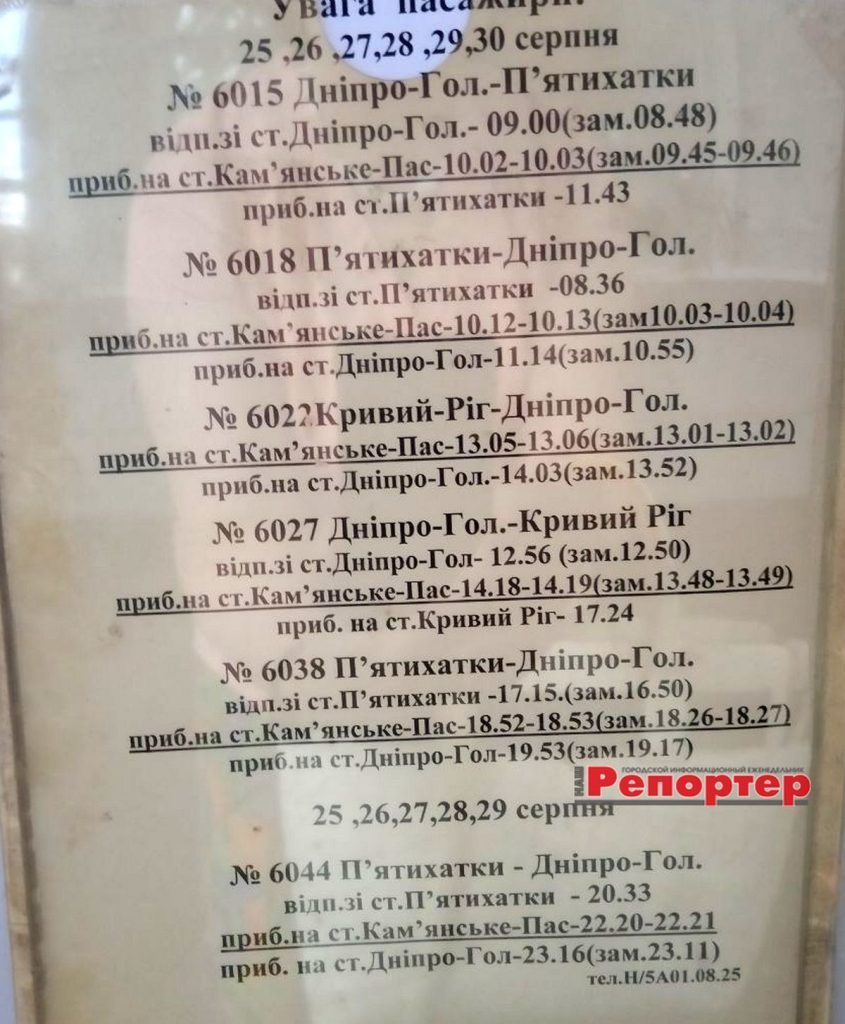 Увага пасажири!
25 ,26 ,27,28 ,29,30 серпня
№ 6015 Дніпро-Гол.-П’ятихатки
відп.зі ст.Дніпро-Гол.- 09.00(зам.08.48)
приб.на ст.Кам’янське-Пас-10.02-10.03(зам.09.45-09.46)
приб.на ст.П’ятихатки -11.43
№ 6018 П’ятихатки-Дніпро-Гол.
відп.зі ст.П’ятихатки -08.36
приб.на ст.Кам’янське-Пас-10.12-10.13(зам10.03-10.04)
приб.на ст.Дніпро-Гол-11.14(зам.10.55)
№ 6022Кривий-Ріг-Дніпро-Гол.
приб.на ст.Кам’янське-Пас-13.05-13.06(зам.13.01-13.02)
приб.на ст.Дніпро-Гол.-14.03(зам.13.52)
№ 6027 Дніпро-Гол.-Кривий Ріг
відп.зі ст.Дніпро-Гол- 12.56 (зам.12.50)
приб.на ст.Кам’янське-Пас-14.18-14.19(зам.13.48-13.49)
приб. на ст.Кривий Ріг- 17.24
№ 6038 П’ятихатки-Дніпро-Гол.
відп.зі ст.П’ятихатки -17.15.(зам.16.50)
приб.на ст.Кам’янське-Пас-18.52-18.53(зам.18.26-18.27)
приб.на ст.Дніпро-Гол-19.53(зам.19.17)
ГОРОДСКОЙ ИНФОРМАЦИОННЫЙ ЕЖЕНЕДЕЛЬНИК
НАШ Репортер
25 ,26,27,28,29 серпня
№ 6044 П’ятихатки - Дніпро-Гол.
відп.зі ст.П’ятихатки - 20.33
приб.на ст.Кам’янське-Пас-22.20-22.21
приб. на ст.Дніпро-Гол-23.16(зам.23.11)
тел.Н/5А01.08.25